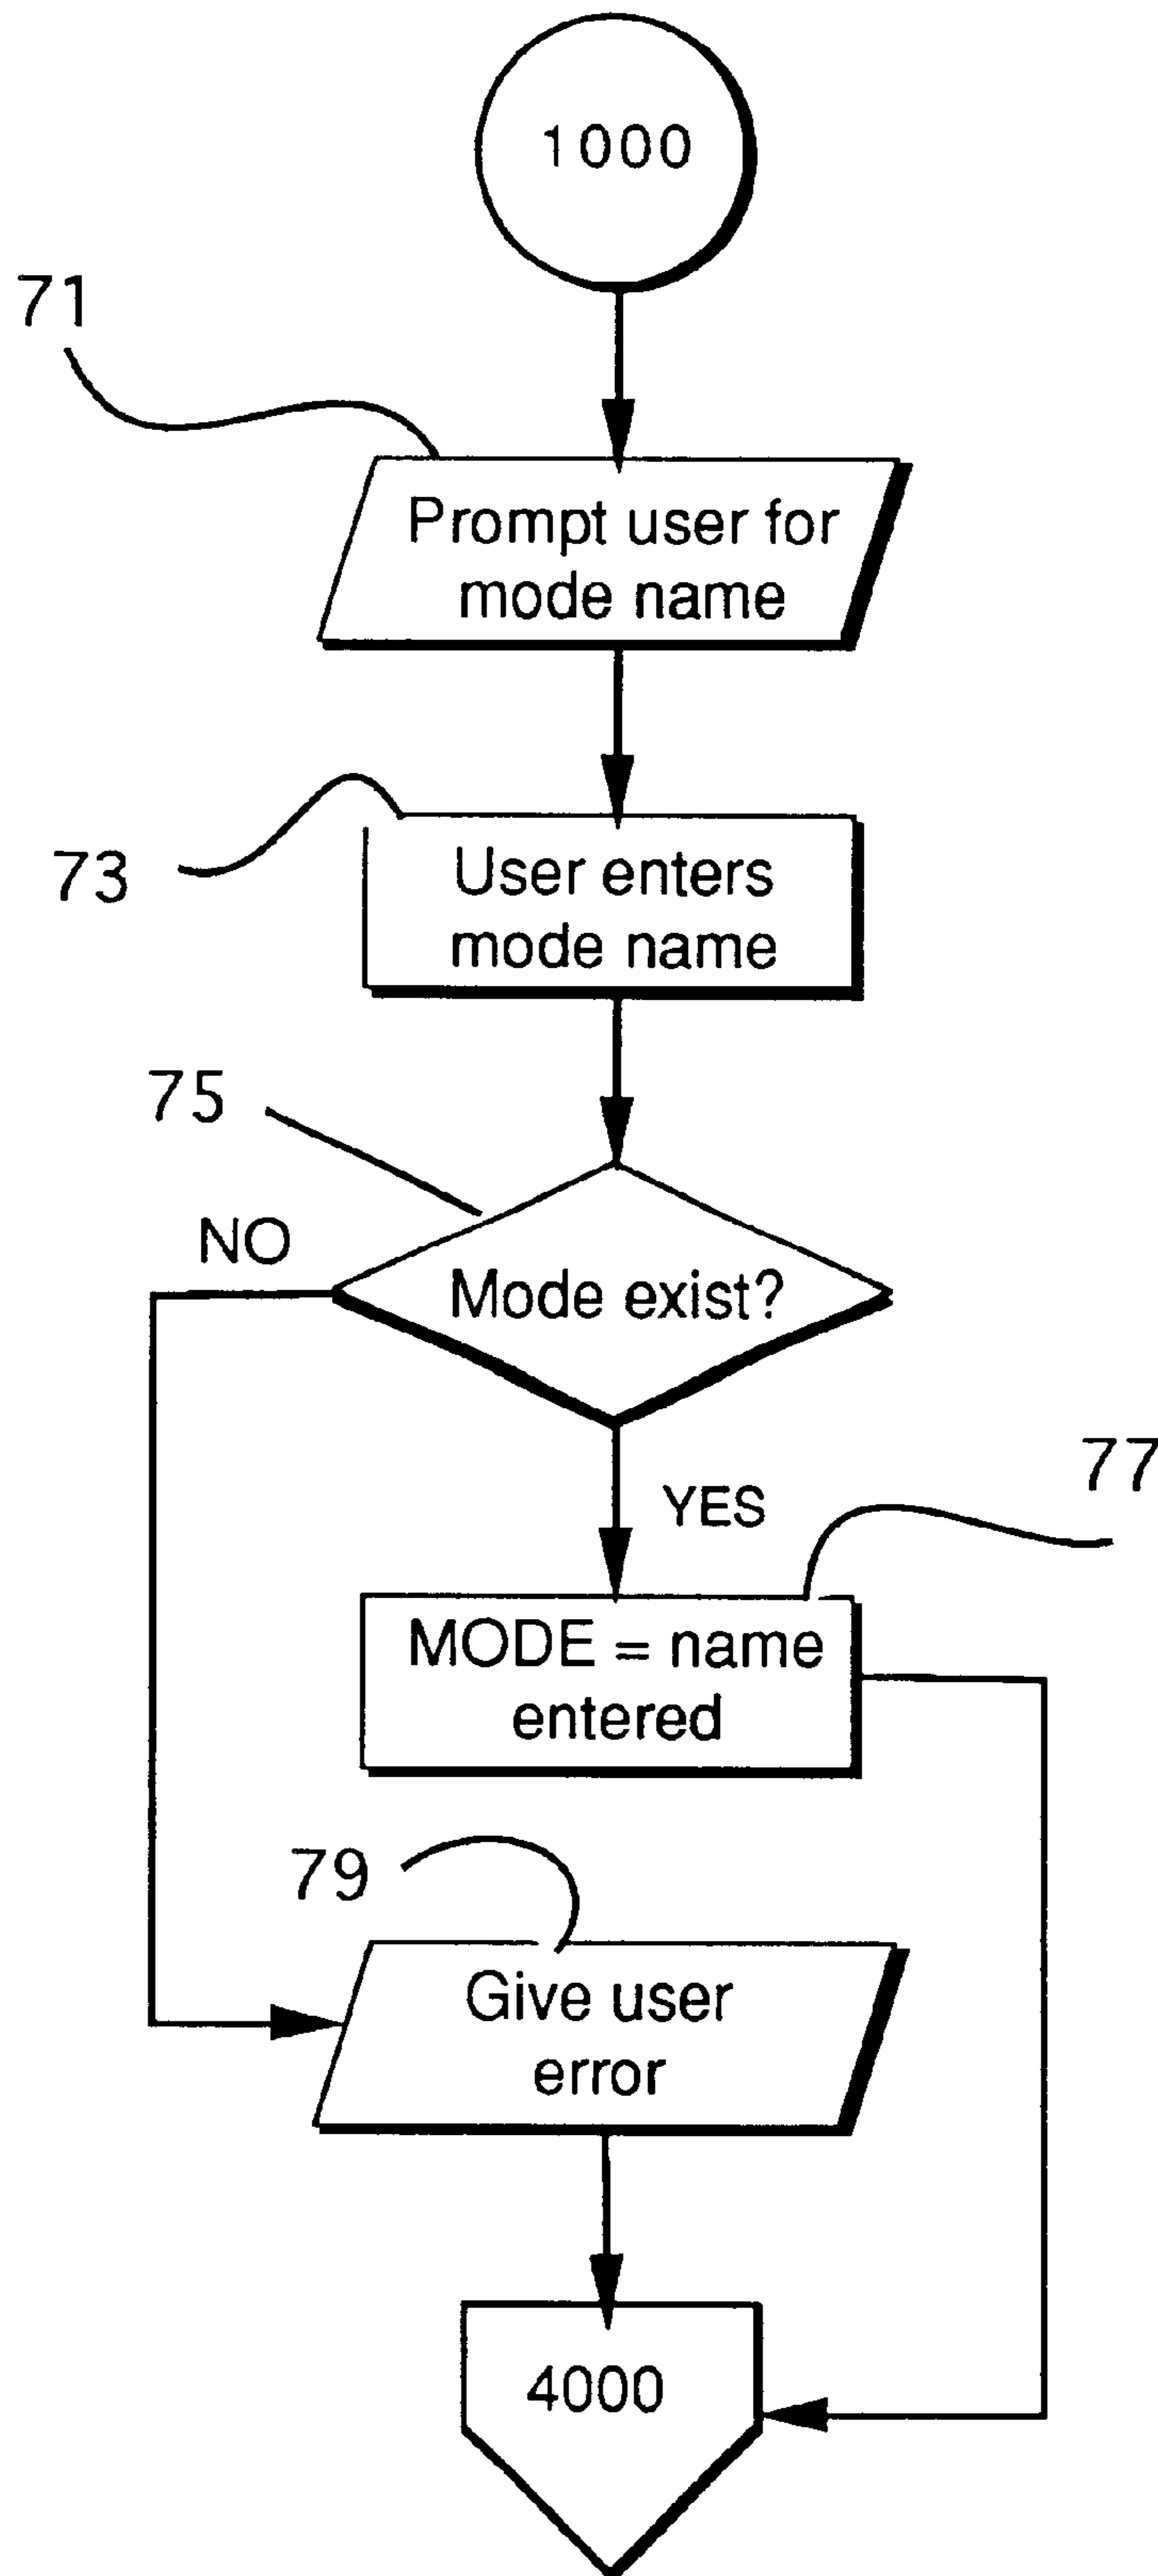 1000
71
Prompt user for
mode name
73
User enters
mode name
75
NO
Mode exist?
YES
77
MODE = name
entered
79
Give user
error
4000